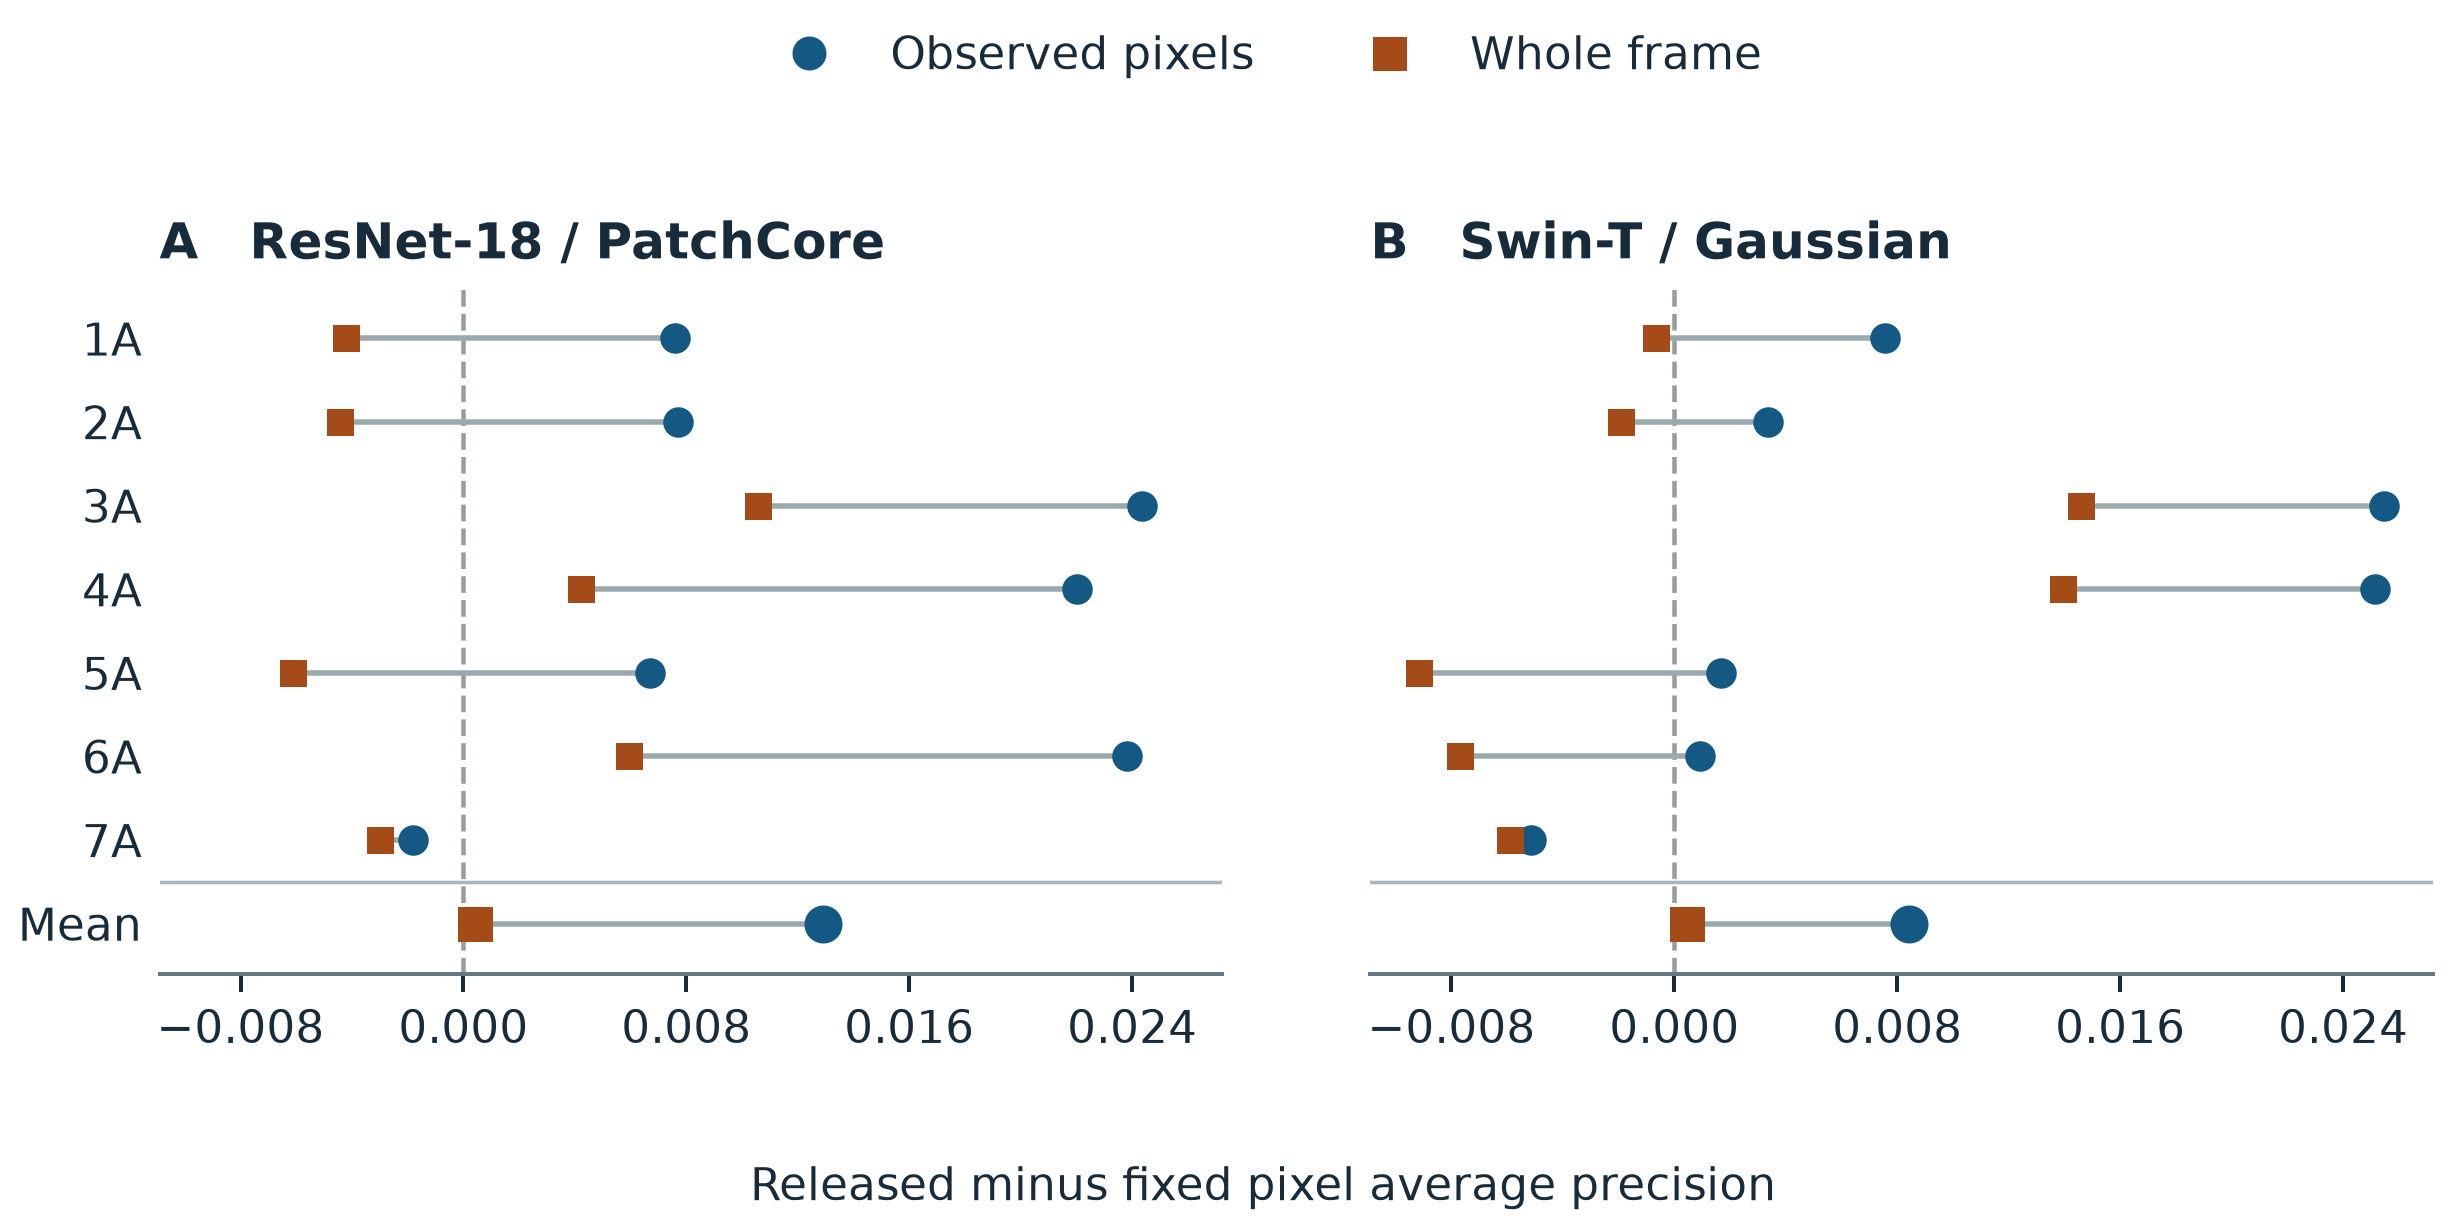 Observed pixels Whole frame
A ResNet-18 / PatchCore B Swin-T / Gaussian
1A
2A
3A
4A
5A
6A
7A
Mean
−0.008 0.000 0.008 0.016 0.024 −0.008 0.000 0.008 0.016 0.024
Released minus fixed pixel average precision